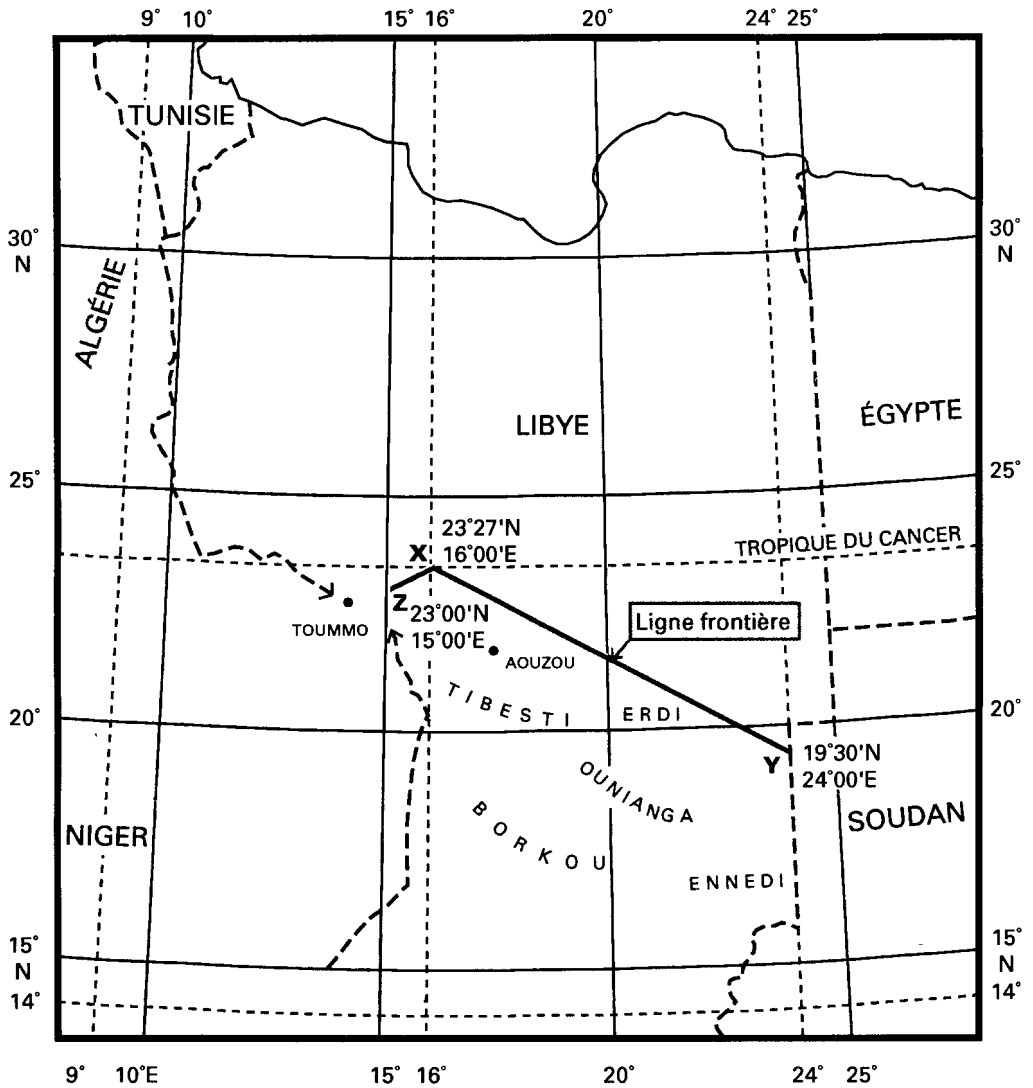 9° 10° 15° 16° 20° 24° 25°
TUNISIE
30°
N
30°
N
ALGÉRIE
LIBYE
ÉGYPTE
25°
25°
TROPIQUE DU CANCER
X
23°27'N
16°00'E
Z
23°00'N
15°00'E
TOUMMO
Ligne frontière
AOUZOU
TIBESTI
ERDI
20°
20°
Y
19°30'N
24°00'E
OUNIANGA
BORKOU
NIGER
SOUDAN
ENNEDI
15°
N
14°
15°
N
14°
9° 10°E 15° 16° 20° 24° 25°